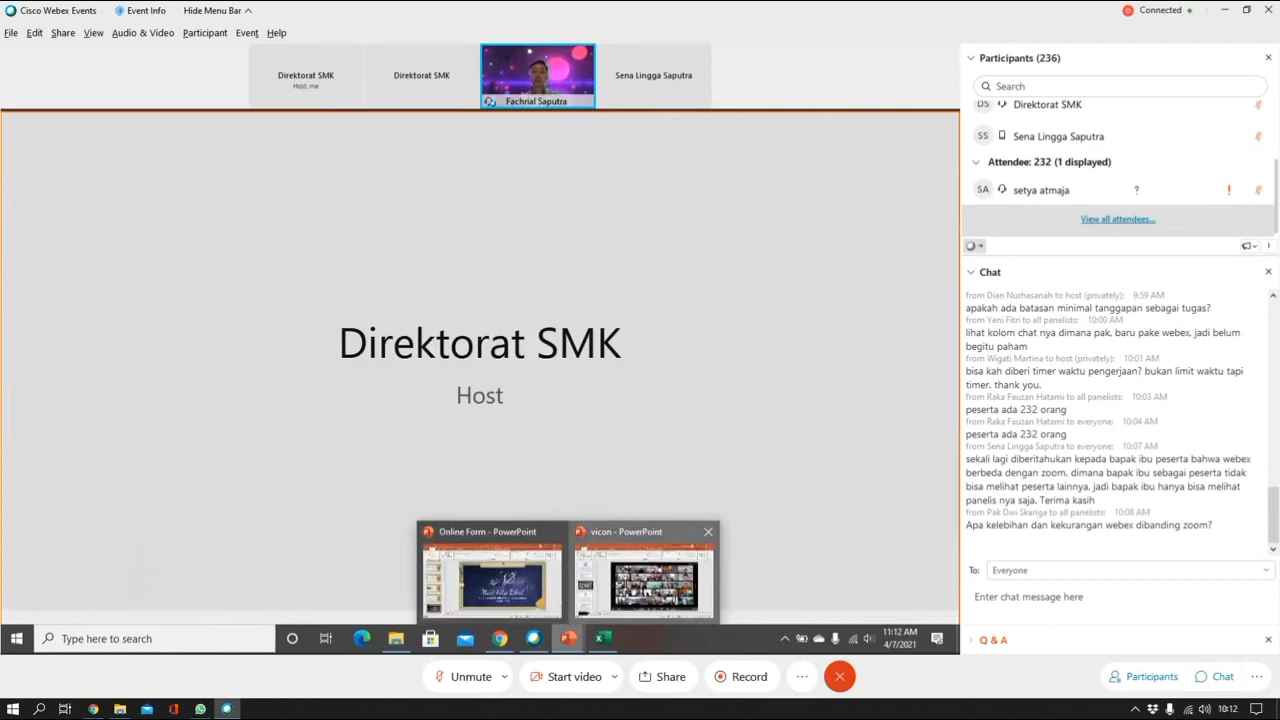 Cisco Webex Events
Event Info
Hide Menu Bar
Connected
File
Edit
Share
View
Audio & Video
Participant
Event
Help
Direktorat SMK
Host, me
Direktorat SMK
Fachrial Saputra
Sena Lingga Saputra
Direktorat SMK
Host
Online Form - PowerPoint
vicon - PowerPoint
Type here to search
11:12 AM
4/7/2021
Unmute
Start video
Share
Record
Participants (236)
Search
DS Direktorat SMK
SS Sena Lingga Saputra
Attendee: 232 (1 displayed)
SA setya atmaja ? !
View all attendees...
Chat
from Dian Nurhasanah to host (privately): 9:59 AM
apakah ada batasan minimal tanggapan sebagai tugas?
from Yeni Fitri to all panelists: 10:00 AM
lihat kolom chat nya dimana pak, baru pake webex, jadi belum
begitu paham
from Wigati Martina to host (privately): 10:01 AM
bisa kah diberi timer waktu pengerjaan? bukan limit waktu tapi
timer. thank you.
from Raka Fauzan Hatami to all panelists: 10:03 AM
peserta ada 232 orang
from Raka Fauzan Hatami to everyone: 10:04 AM
peserta ada 232 orang
from Sena Lingga Saputra to everyone: 10:07 AM
sekali lagi diberitahukan kepada bapak ibu peserta bahwa webex
berbeda dengan zoom, dimana bapak ibu sebagai peserta tidak
bisa melihat peserta lainnya. jadi bapak ibu hanya bisa melihat
panelis nya saja. Terima kasih
from Pak Dwi Skariga to all panelists: 10:08 AM
Apa kelebihan dan kekurangan webex dibanding zoom?
To: Everyone
Enter chat message here
Q & A
Participants
Chat
10:12